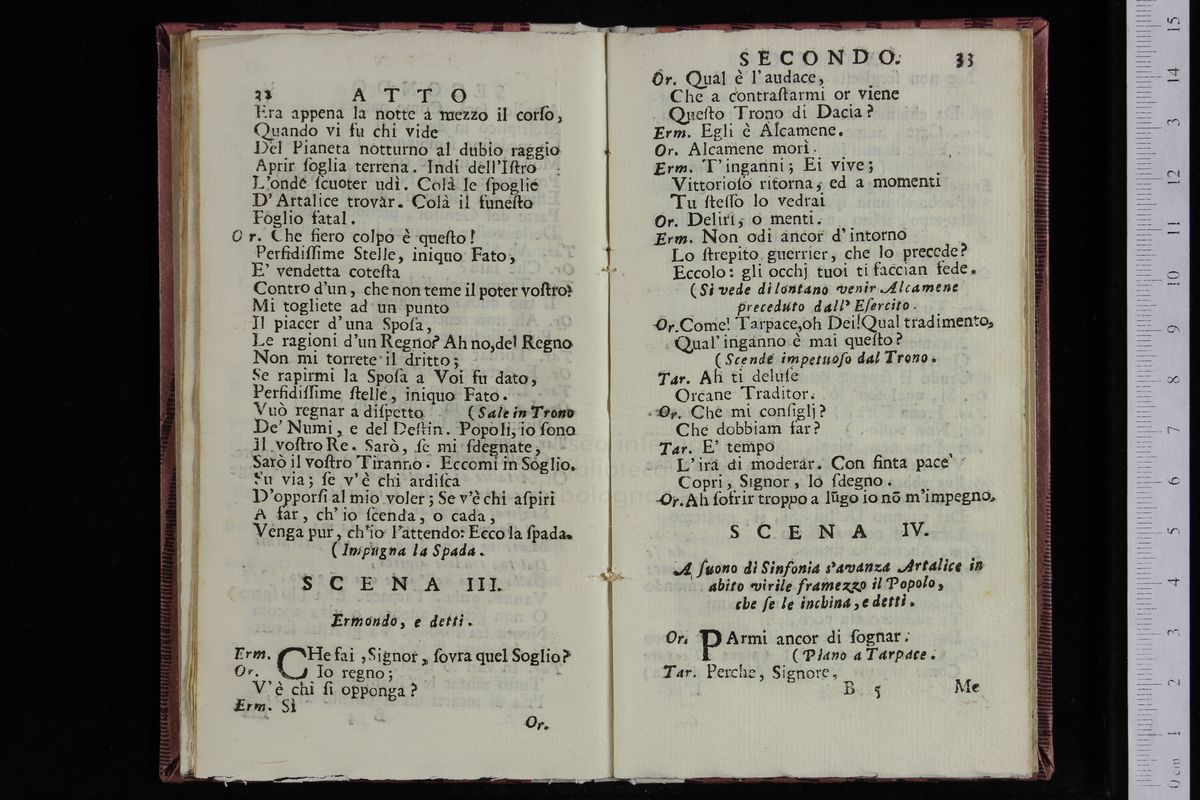 32 ATTO
Era appena la notte a mezzo il corſo,
Quando vi fu chi vide
Del Pianeta notturno al dubio raggio
Aprir ſoglia terrena. Indi dell'Iſtro
L'onde ſcuoter udì. Colà le ſpoglie
D'Artalice trovàr. Colà il funeſto
Foglio fatal.
Or. Che fiero colpo è queſto!
Perfidiſſime Stelle, iniquo Fato,
E' vendetta coteſta
Contro d'un, che non teme il poter voſtro?
Mi togliete ad un punto
Il piacer d'una Spoſa,
Le ragioni d'un Regno? Ah no, del Regno
Non mi torrete il dritto;
Se rapirmi la Spoſa a Voi fu dato,
Perfidiſſime ſtelle, iniquo Fato.
Vuò regnar a diſpetto (Sale in Trono
De' Numi, e del Deſtin. Popoli, io ſono
il voſtro Re. Sarò, ſe mi ſdegnate,
Sarò il voſtro Tiranno. Eccomi in Soglio.
Su via; ſe v'è chi ardiſca
D'opporſi al mio voler; Se v'è chi aſpiri
A far, ch'io ſcenda, o cada,
Venga pur, ch'io l'attendo: Ecco la ſpada.
(Impugna la Spada.
SCENA III.
Ermondo, e detti.
Erm. CHe fai, Signor, ſovra quel Soglio?
Or. Io regno;
V'è chi ſi opponga?
Erm. Sì
Or.
SECONDO. 33
Or. Qual è l'audace,
Che a contraſtarmi or viene
Queſto Trono di Dacia?
Erm. Egli è Alcamene.
Or. Alcamene morì.
Erm. T'inganni; Ei vive;
Vittorioſo ritorna, ed a momenti
Tu ſteſſo lo vedrai
Or. Deliri, o menti.
Erm. Non odi ancor d'intorno
Lo ſtrepito guerrier, che lo precede?
Eccolo: gli occhj tuoi ti faccian fede.
(Si vede di lontano venir Alcamene
preceduto dall' Eſercito.
Or. Come! Tarpace, oh Dei! Qual tradimento,
Qual' inganno è mai queſto?
(Scende impetuoſo dal Trono.
Tar. Ah ti deluſe
Orcane Traditor.
Or. Che mi conſiglj?
Che dobbiam far?
Tar. E' tempo
L'ira di moderar. Con finta pace
Copri, Signor, lo ſdegno.
Or. Ah ſofrir troppo a lũgo io nõ m'impegno.
SCENA IV.
A ſuono di Sinfonia s'avanza Artalice in
abito virile framezzo il Popolo,
che ſe le inchina, e detti.
Or. PArmi ancor di ſognar.
(Piano a Tarpace.
Tar. Perche, Signore,
B 5 Me